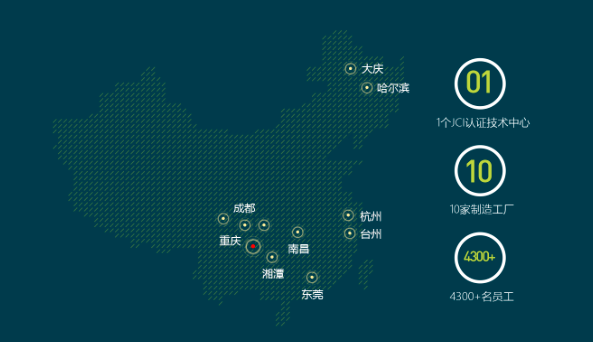 大庆
哈尔滨
01
1个JCI认证技术中心
10
10家制造工厂
成都
杭州
台州
重庆
南昌
湘潭
东莞
4300+
4300+名员工